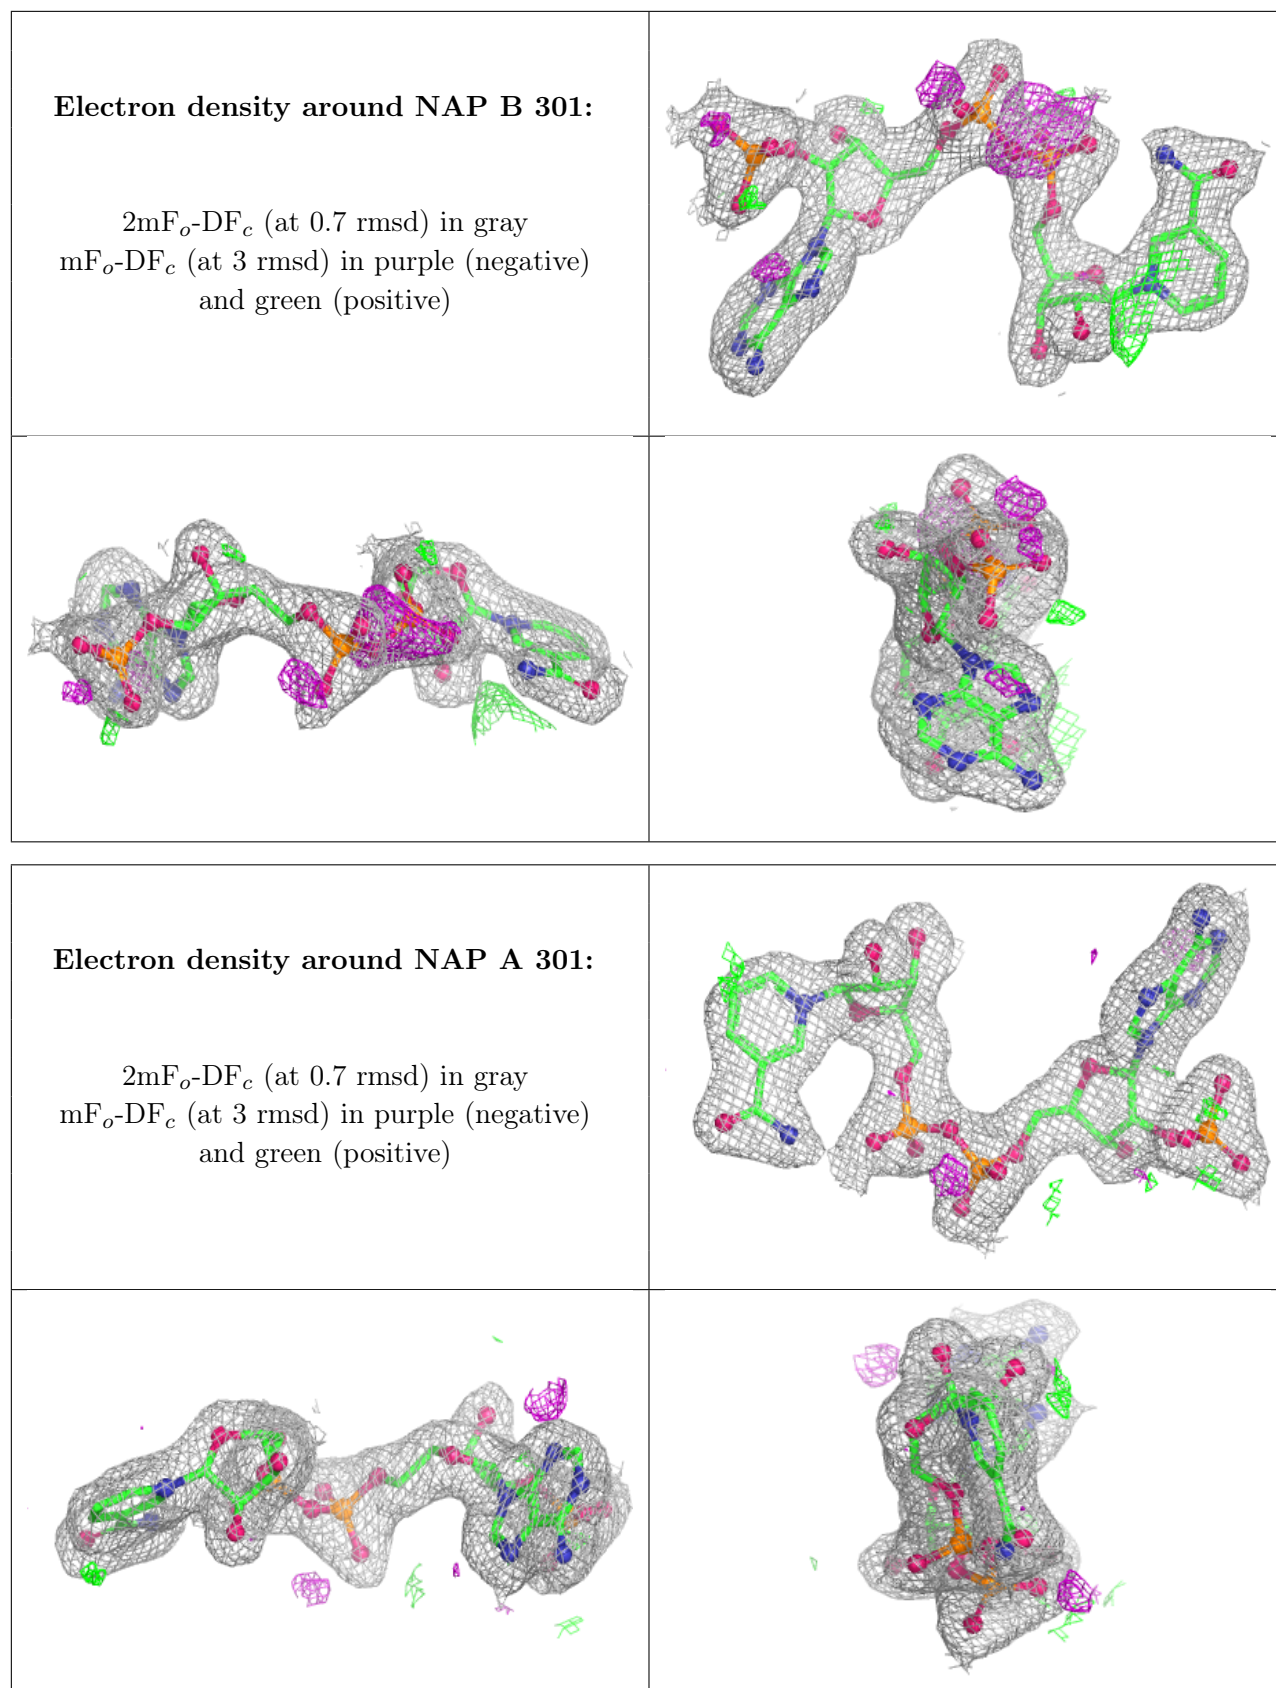 Electron density around NAP B 301:
2mFo-DFc (at 0.7 rmsd) in gray
mFo-DFc (at 3 rmsd) in purple (negative)
and green (positive)
Electron density around NAP A 301:
2mFo-DFc (at 0.7 rmsd) in gray
mFo-DFc (at 3 rmsd) in purple (negative)
and green (positive)